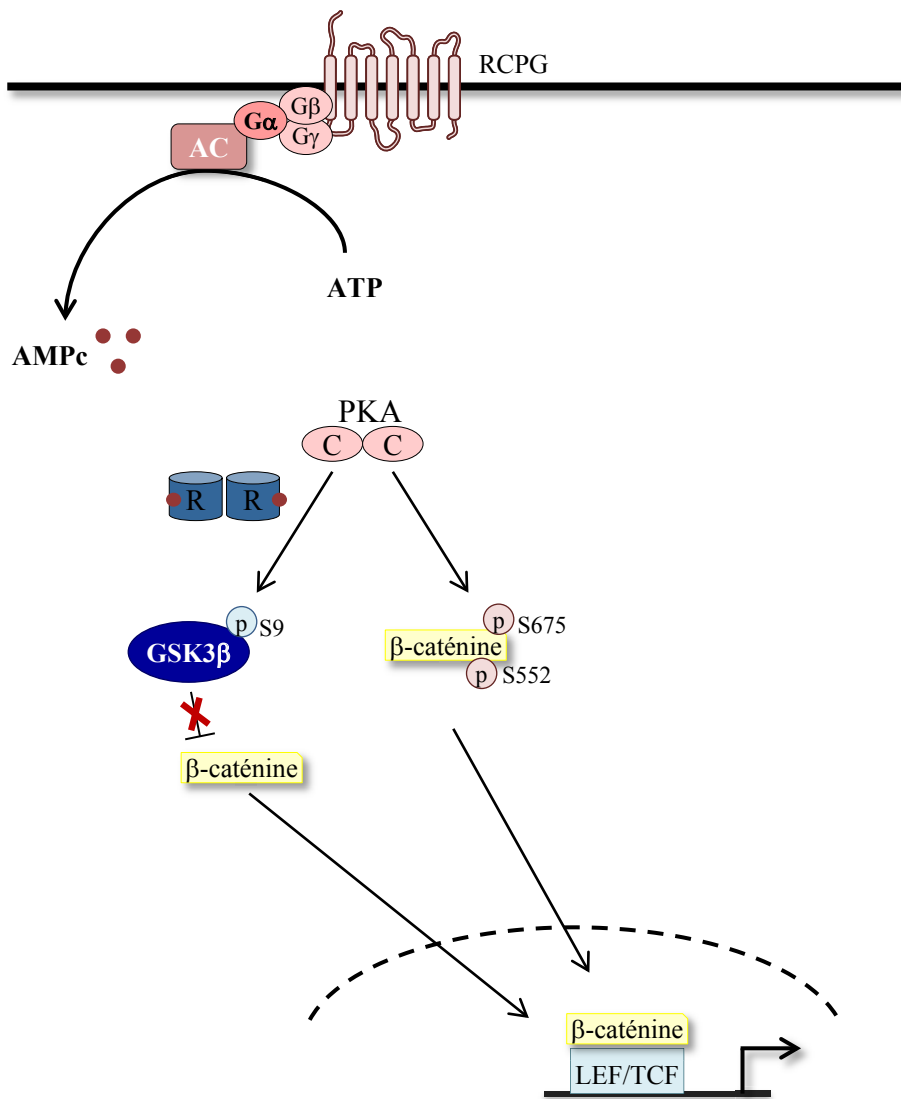 RCPG
Gβ
Gα
Gγ
AC
ATP
AMPc
PKA
C C
R R
p S9
GSK3β
p S675
β-caténine
p S552
β-caténine
β-caténine
LEF/TCF